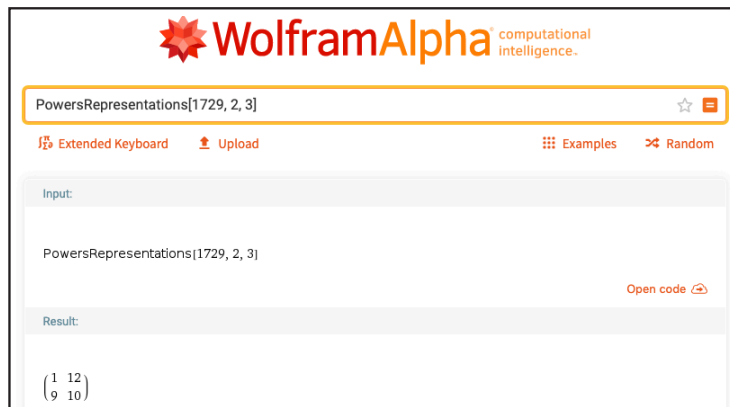 WolframAlpha computational intelligence.
PowersRepresentations[1729, 2, 3]
Extended Keyboard Upload Examples Random
Input:
PowersRepresentations[1729, 2, 3]
Open code
Result:
1 12
9 10